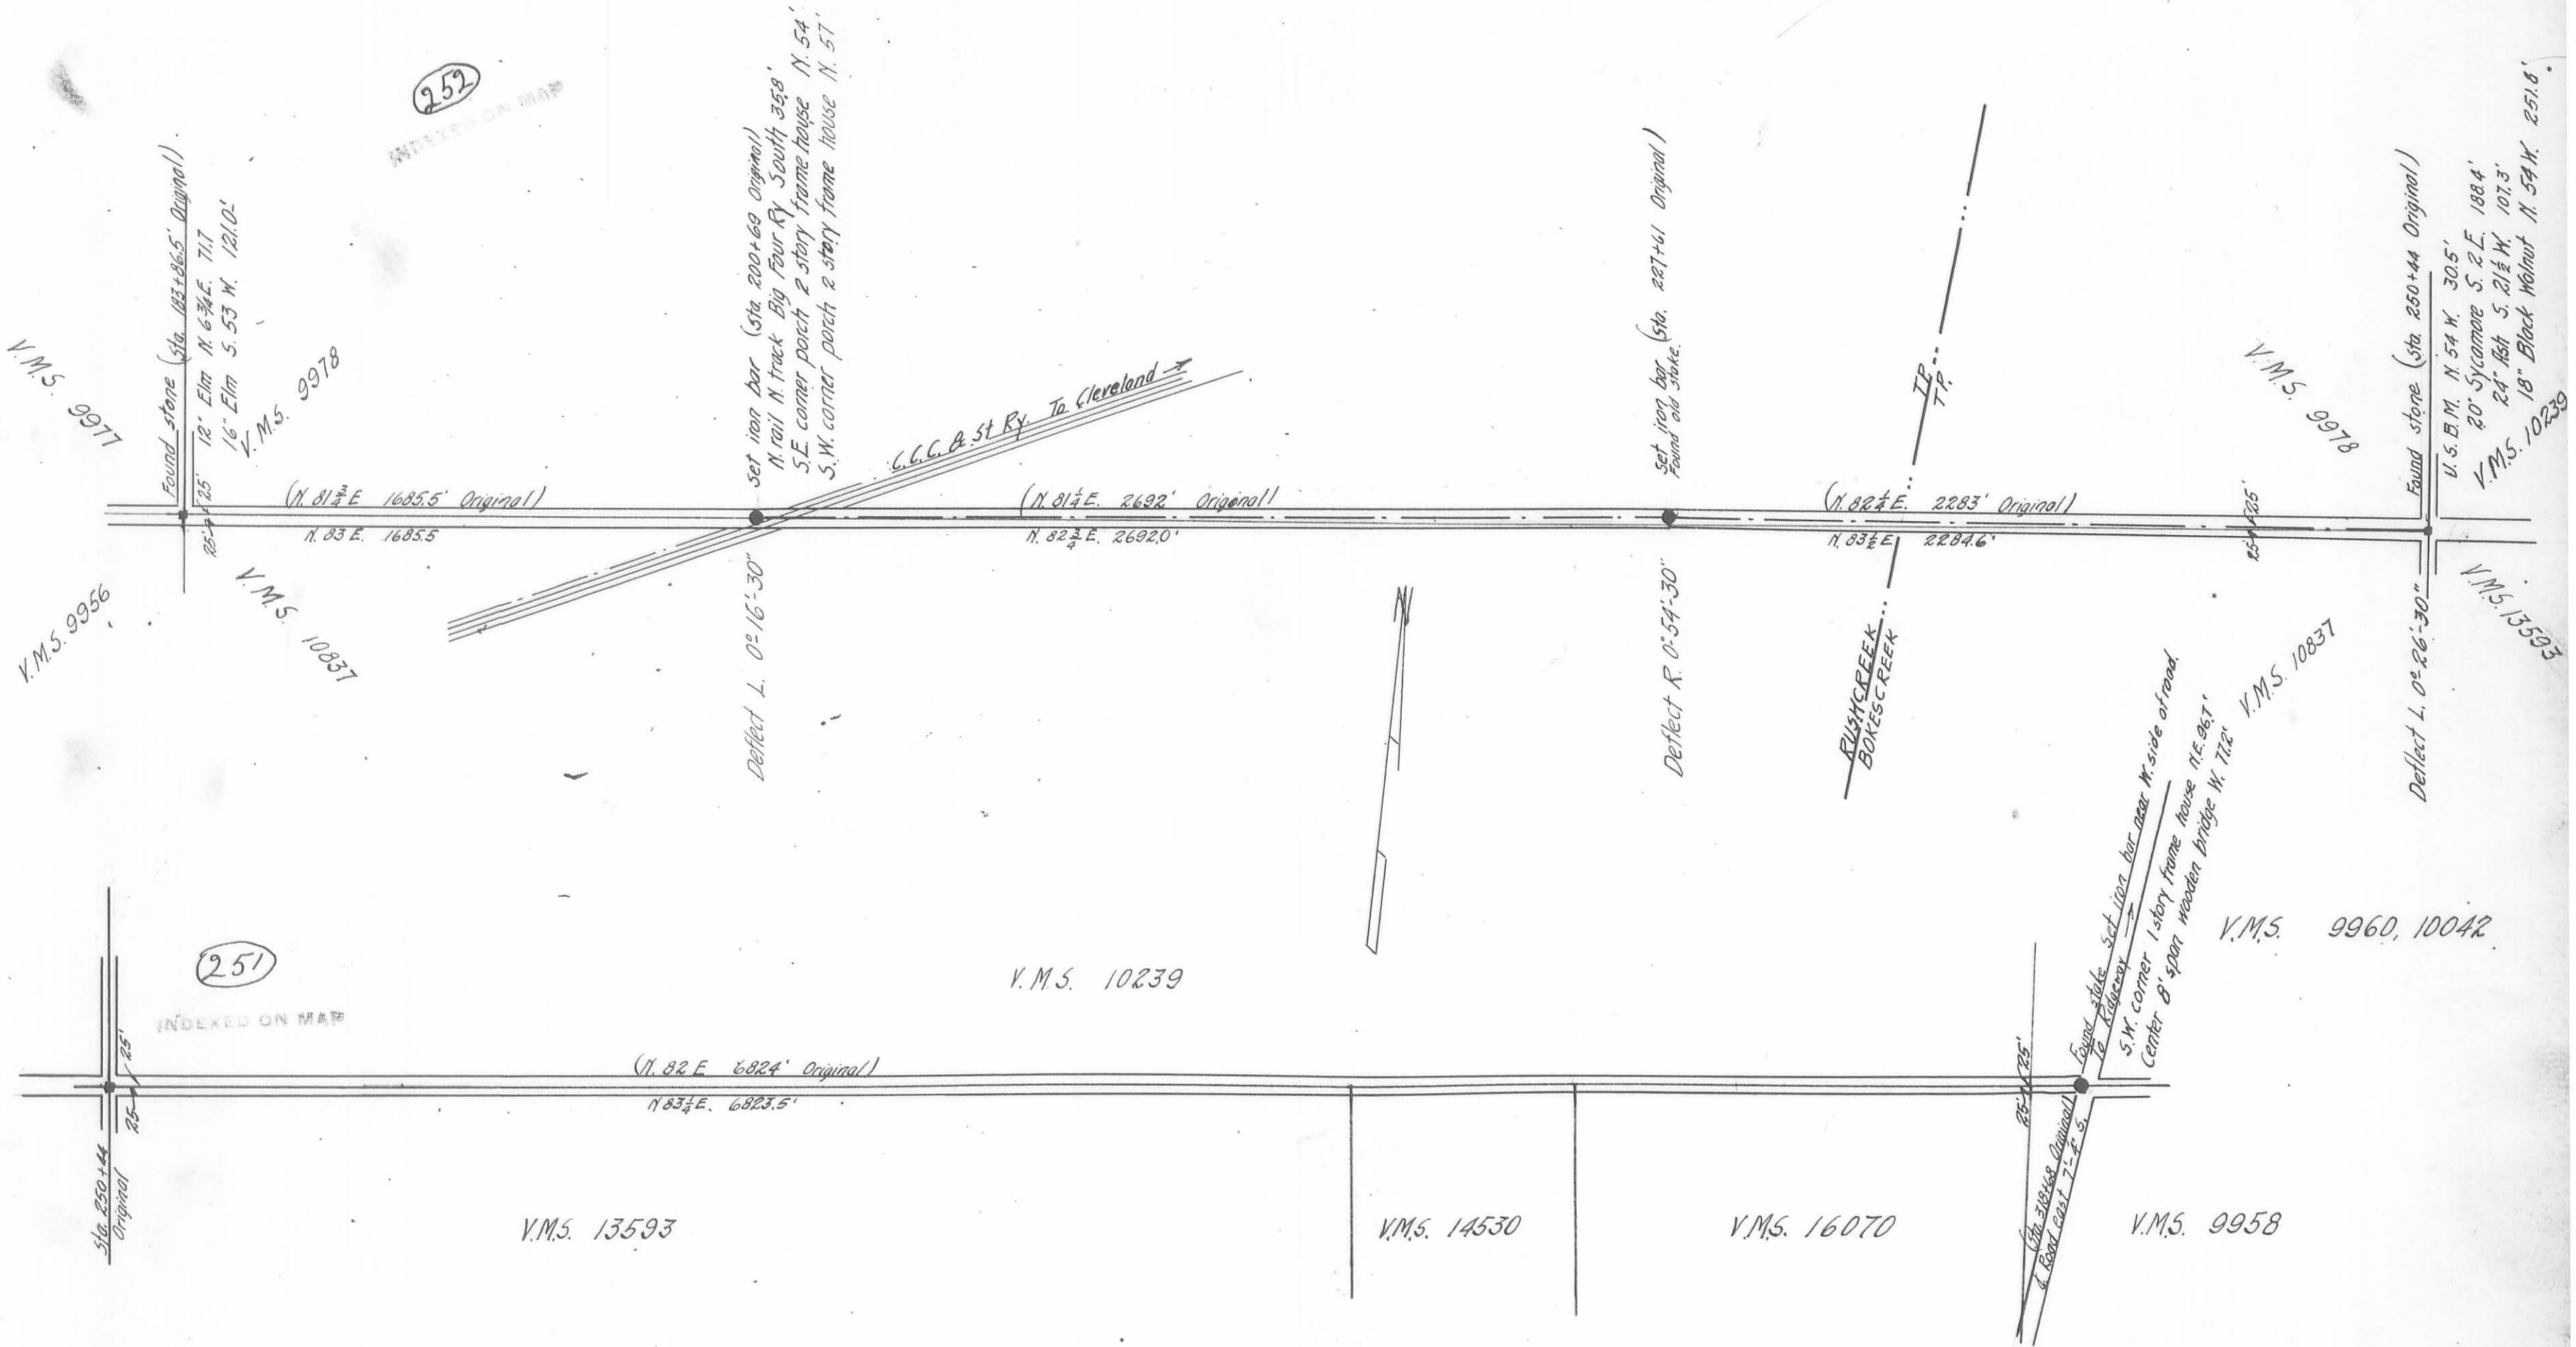 252
INDEXED ON MAP
V.M.S. 9977
Found stone (Sta. 183+86.5' Original)
12" Elm N. 6¾ E. 71.7
16" Elm S. 53 W. 121.0'
V.M.S. 9978
25' 25'
(N. 81¾ E 1685.5' Original)
N. 83 E. 1685.5
V.M.S. 9956
V.M.S. 10837
Set iron bar (Sta. 200+69 Original)
N. rail N. track Big Four Ry South 35.8'
S.E. corner porch 2 story frame house N. 54'
S.W. corner porch 2 story frame house N. 57'
C.C.C. & St Ry. To Cleveland
Deflect L. 0°-16'-30"
(N. 81¼ E. 2692' Original)
N. 82¾ E. 2692.0'
Set iron bar (Sta. 227+61 Original)
Found old stake.
Deflect R. 0°-54'-30"
TP.
TP.
RUSHCREEK
BOKESCREEK
(N. 82¼ E. 2283' Original)
N. 83½ E 2284.6'
25' 25'
V.M.S. 9978
Found stone (Sta. 250+44 Original)
U.S.B.M. N. 54 W. 30.5'
20" Sycamore S. 2 E. 188.4'
24" Ash S. 21½ W. 107.3'
18" Black Walnut N. 54 W. 251.6'
V.M.S. 10239
V.M.S. 13593
Deflect L. 0°-26'-30"
V.M.S. 10837
251
INDEXED ON MAP
25' 25'
Sta. 250+44
Original
V.M.S. 10239
(N. 82 E 6824' Original)
N 83¼ E. 6823.5'
V.M.S. 13593
V.M.S. 14530
V.M.S. 16070
25' 25'
Found stake Set iron bar near W. side of road.
To Ridgeway
S.W. corner 1 story frame house N.E. 96.7'
Center 8' span wooden bridge W. 77.2'
(Sta. 318+68 Original)
℄ Road east 7'-4" S.
V.M.S. 9960, 10042
V.M.S. 9958